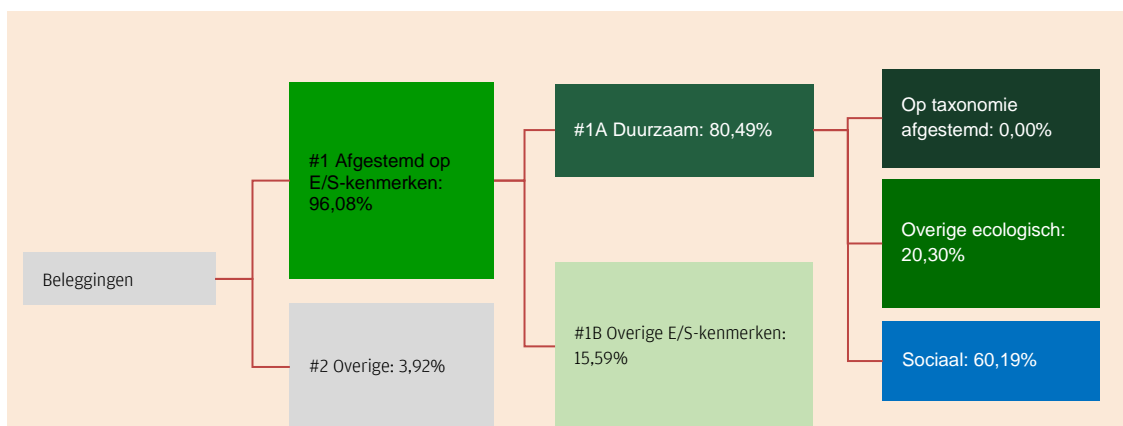 Beleggingen
#1 Afgestemd op
E/S-kenmerken:
96,08%
#2 Overige: 3,92%
#1A Duurzaam: 80,49%
#1B Overige E/S-kenmerken:
15,59%
Op taxonomie
afgestemd: 0,00%
Overige ecologisch:
20,30%
Sociaal: 60,19%